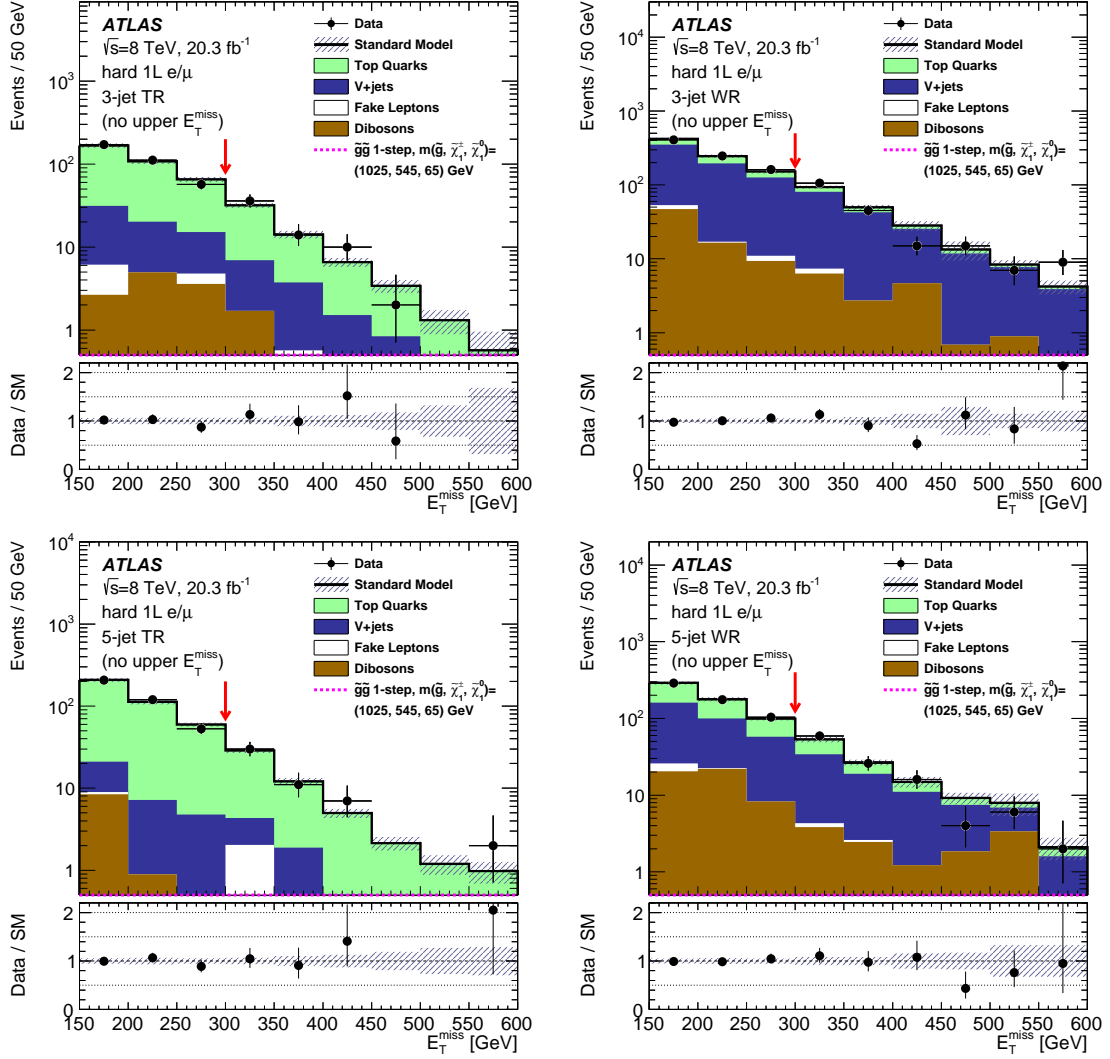 Events / 50 GeV
10³
10²
10
1
ATLAS
√s=8 TeV, 20.3 fb⁻¹
hard 1L e/μ
3-jet TR
(no upper E_T^miss)
Data
Standard Model
Top Quarks
V+jets
Fake Leptons
Dibosons
g̃g̃ 1-step, m(g̃, χ̃₁^±, χ̃₁⁰)=
(1025, 545, 65) GeV
Data / SM
2
1
0
150 200 250 300 350 400 450 500 550 600
E_T^miss [GeV]
Events / 50 GeV
10⁴
10³
10²
10
1
ATLAS
√s=8 TeV, 20.3 fb⁻¹
hard 1L e/μ
3-jet WR
(no upper E_T^miss)
Data
Standard Model
Top Quarks
V+jets
Fake Leptons
Dibosons
g̃g̃ 1-step, m(g̃, χ̃₁^±, χ̃₁⁰)=
(1025, 545, 65) GeV
Data / SM
2
1
0
150 200 250 300 350 400 450 500 550 600
E_T^miss [GeV]
Events / 50 GeV
10⁴
10³
10²
10
1
ATLAS
√s=8 TeV, 20.3 fb⁻¹
hard 1L e/μ
5-jet TR
(no upper E_T^miss)
Data
Standard Model
Top Quarks
V+jets
Fake Leptons
Dibosons
g̃g̃ 1-step, m(g̃, χ̃₁^±, χ̃₁⁰)=
(1025, 545, 65) GeV
Data / SM
2
1
0
150 200 250 300 350 400 450 500 550 600
E_T^miss [GeV]
Events / 50 GeV
10⁴
10³
10²
10
1
ATLAS
√s=8 TeV, 20.3 fb⁻¹
hard 1L e/μ
5-jet WR
(no upper E_T^miss)
Data
Standard Model
Top Quarks
V+jets
Fake Leptons
Dibosons
g̃g̃ 1-step, m(g̃, χ̃₁^±, χ̃₁⁰)=
(1025, 545, 65) GeV
Data / SM
2
1
0
150 200 250 300 350 400 450 500 550 600
E_T^miss [GeV]